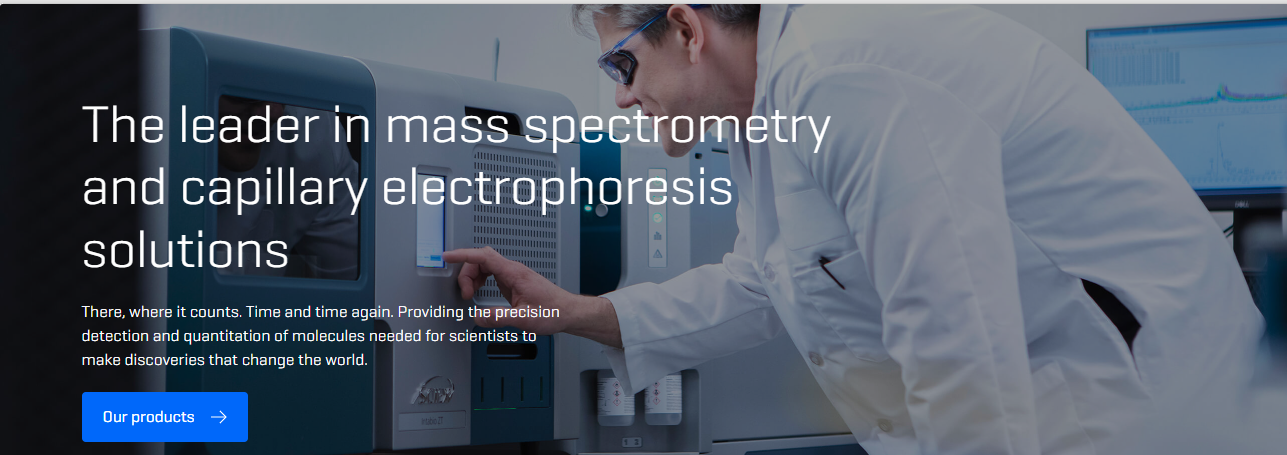 The leader in mass spectrometry
and capillary electrophoresis
solutions
There, where it counts. Time and time again. Providing the precision
detection and quantitation of molecules needed for scientists to
make discoveries that change the world.
Our products
DELL